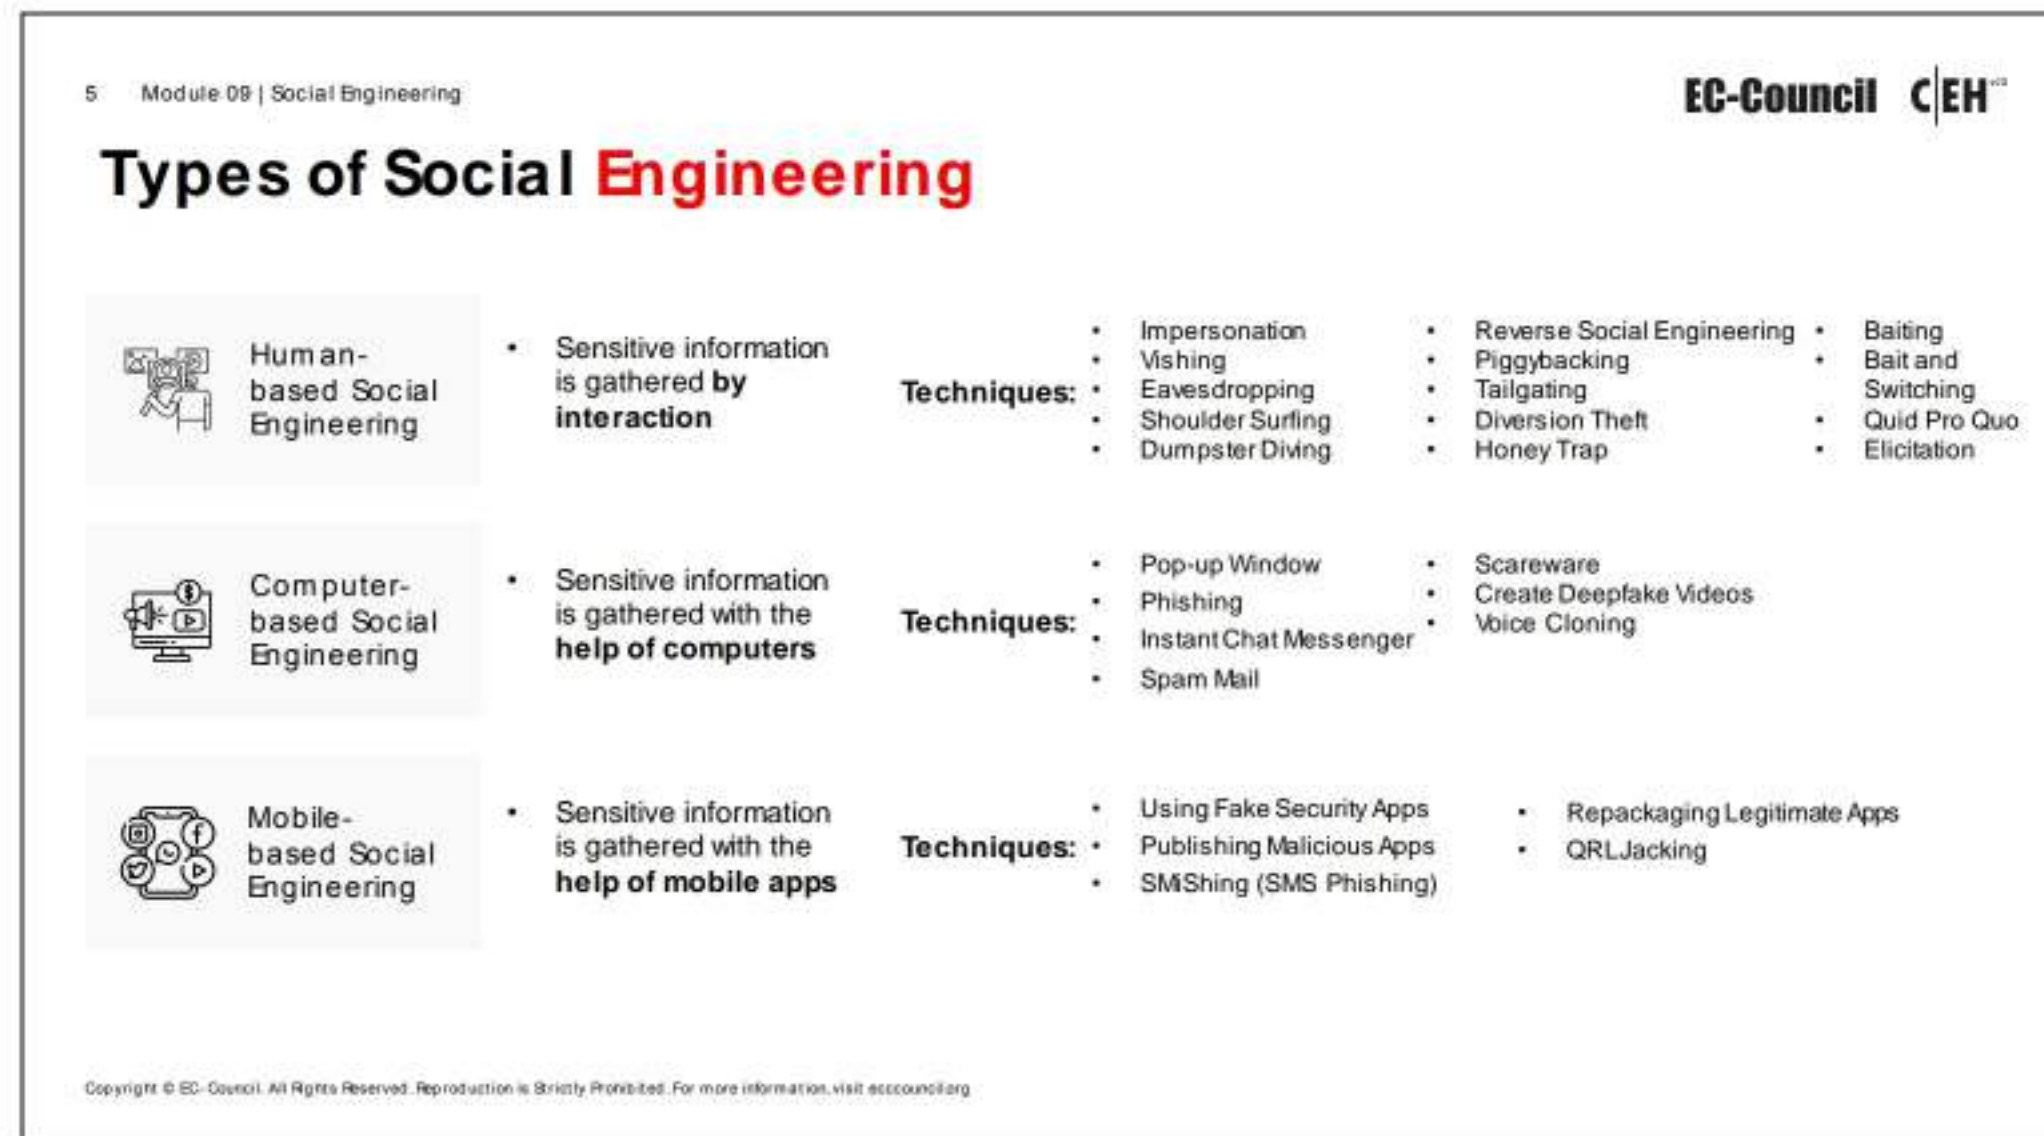 5 Module 09 | Social Engineering
EC-Council C|EH
Types of Social Engineering
Human-
based Social
Engineering
• Sensitive information
is gathered by
interaction
Techniques:
• Impersonation
• Vishing
• Eavesdropping
• Shoulder Surfing
• Dumpster Diving
• Reverse Social Engineering
• Piggybacking
• Tailgating
• Diversion Theft
• Honey Trap
• Baiting
• Bait and
Switching
• Quid Pro Quo
• Elicitation
Computer-
based Social
Engineering
• Sensitive information
is gathered with the
help of computers
Techniques:
• Pop-up Window
• Phishing
• Instant Chat Messenger
• Spam Mail
• Scareware
• Create Deepfake Videos
• Voice Cloning
Mobile-
based Social
Engineering
• Sensitive information
is gathered with the
help of mobile apps
Techniques:
• Using Fake Security Apps
• Publishing Malicious Apps
• SMiShing (SMS Phishing)
• Repackaging Legitimate Apps
• QRLJacking
Copyright © EC-Council. All Rights Reserved. Reproduction is Strictly Prohibited. For more information, visit